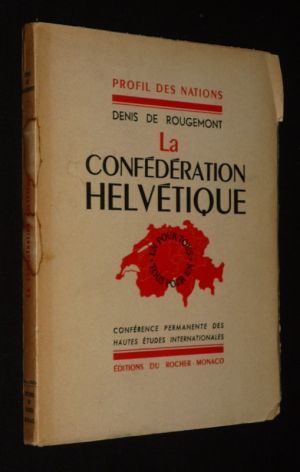 PROFIL DES NATIONS
DENIS DE ROUGEMONT
La
CONFÉDÉRATION
HELVÉTIQUE
UN POUR TOUS • TOUS POUR UN •
CONFÉRENCE PERMANENTE DES
HAUTES ÉTUDES INTERNATIONALES
ÉDITIONS DU ROCHER - MONACO